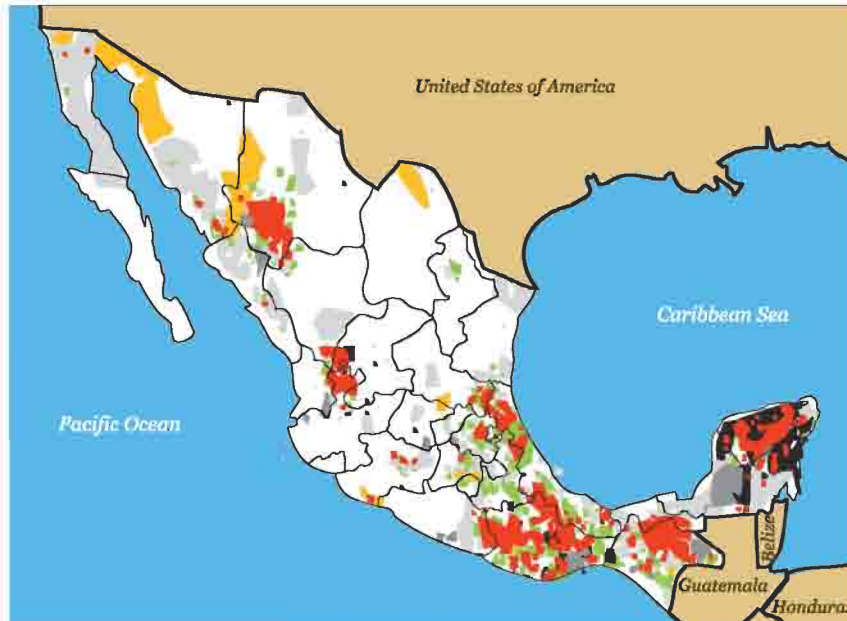 United States of America
Caribbean Sea
Pacific Ocean
Belize
Guatemala
Honduras